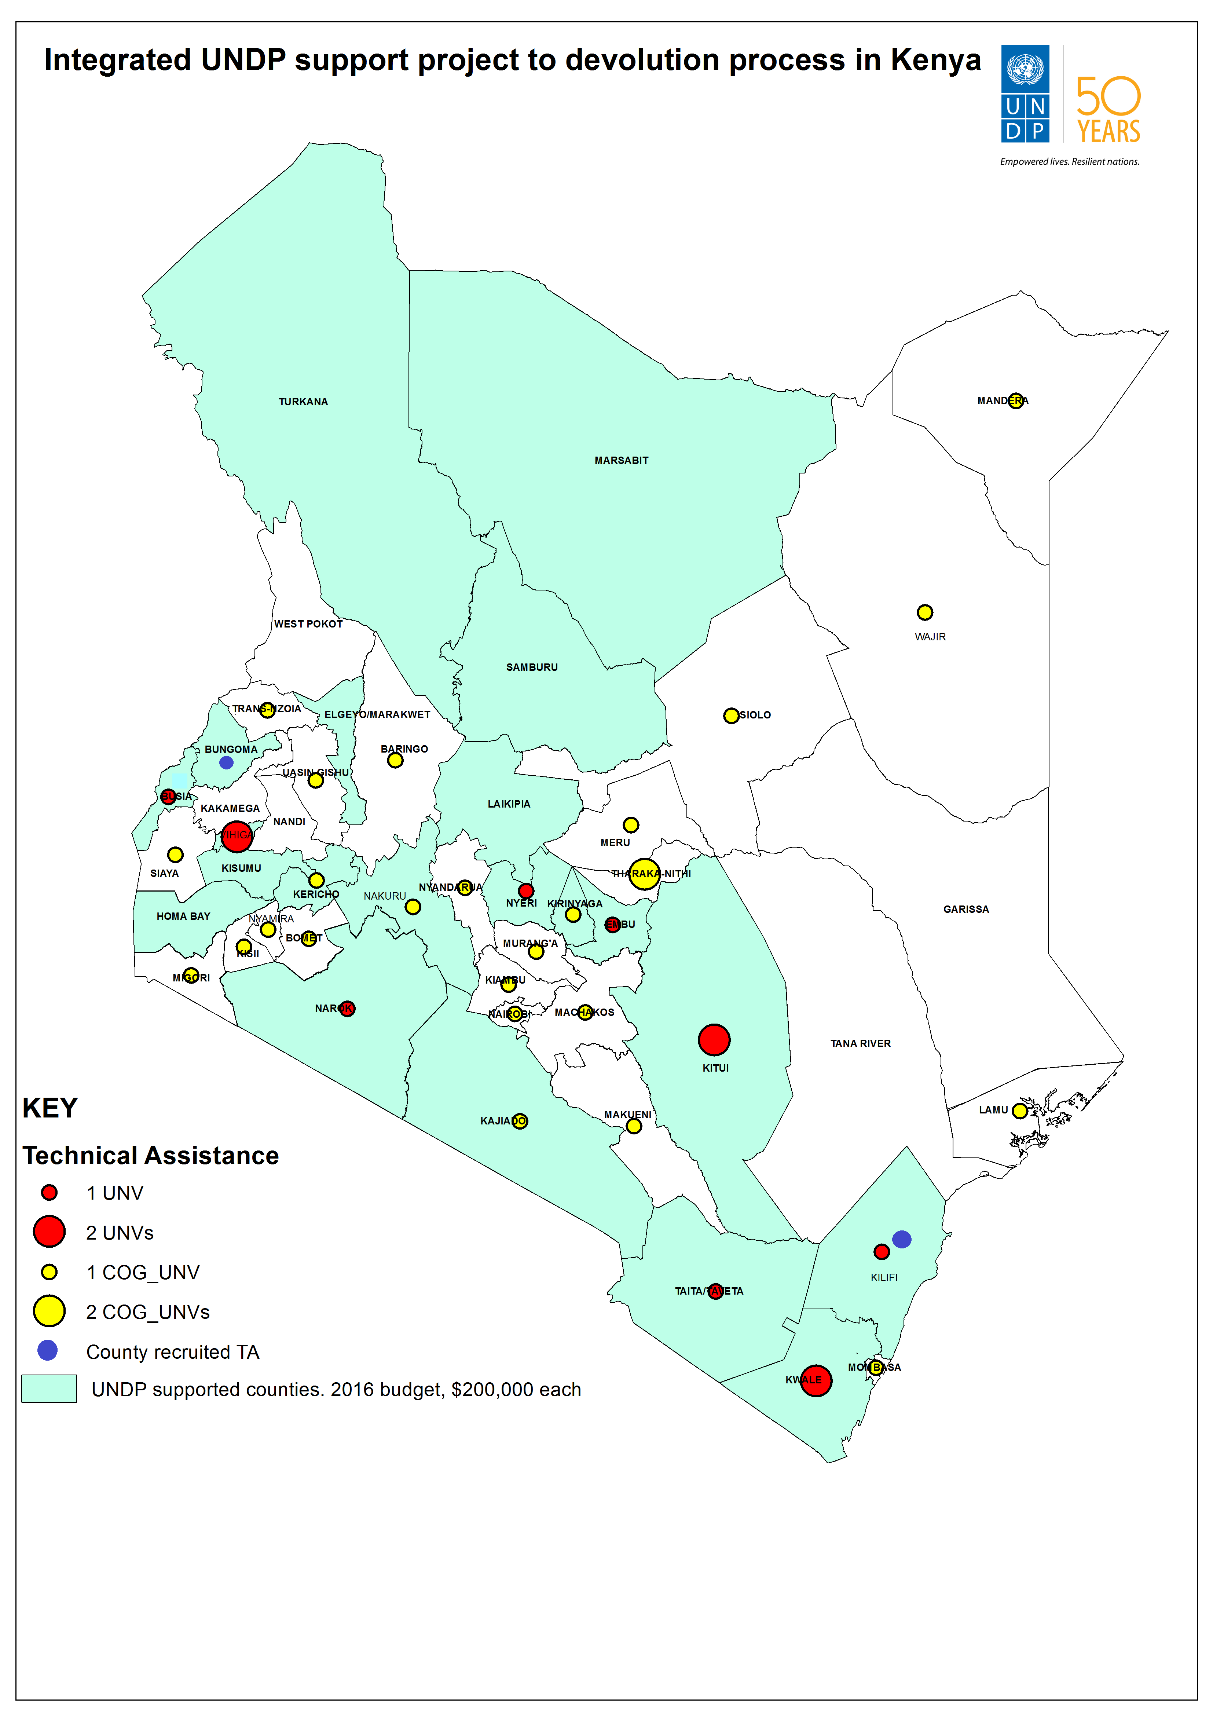 Integrated UNDP support project to devolution process in Kenya
U N
D P
50
YEARS
Empowered lives. Resilient nations.
TURKANA
MANDERA
MARSABIT
WEST POKOT
WAJIR
SAMBURU
TRANS-NZOIA
ELGEYO/MARAKWET
SIOLO
BUNGOMA
BARINGO
UASIN GISHU
BUSIA
KAKAMEGA
LAIKIPIA
NANDI
VIHIGA
MERU
SIAYA
KISUMU
THARAKA-NITHI
KERICHO
NYANDARUA
NAKURU
NYERI
KIRINYAGA
GARISSA
HOMA BAY
NYAMIRA
EMBU
BOMET
KISII
MURANG'A
MIGORI
KIAMBU
NAROK
NAIROBI
MACHAKOS
TANA RIVER
KITUI
LAMU
MAKUENI
KAJIADO
KILIFI
TAITA/TAVETA
MOMBASA
KWALE
KEY
Technical Assistance
1 UNV
2 UNVs
1 COG_UNV
2 COG_UNVs
County recruited TA
UNDP supported counties. 2016 budget, $200,000 each